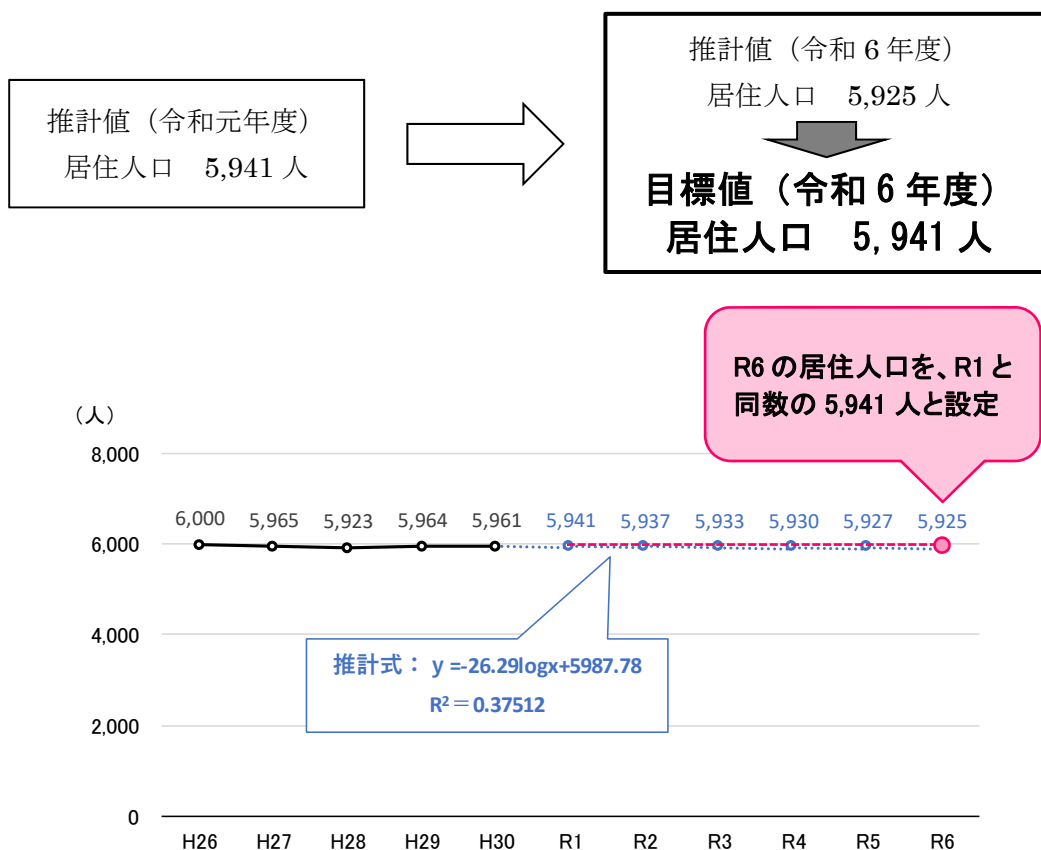 推計値（令和元年度）
居住人口　5,941 人
推計値（令和 6 年度）
居住人口　5,925 人
目標値（令和 6 年度）
居住人口　5,941 人
R6 の居住人口を、R1 と
同数の 5,941 人と設定
（人）
8,000
6,000 5,965 5,923 5,964 5,961 5,941 5,937 5,933 5,930 5,927 5,925
6,000
4,000
推計式： y =-26.29logx+5987.78
R²＝0.37512
2,000
0
H26 H27 H28 H29 H30 R1 R2 R3 R4 R5 R6